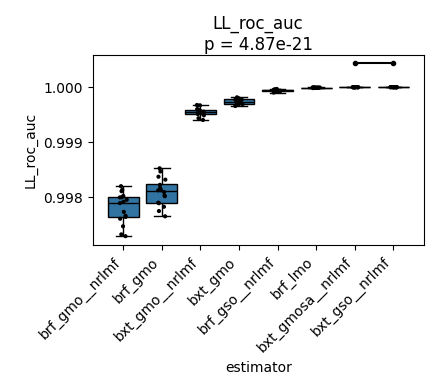 LL_roc_auc
p = 4.87e-21
LL_roc_auc
1.000
0.999
0.998
brf_gmo__nrlmf
brf_gmo
bxt_gmo__nrlmf
bxt_gmo
brf_gso__nrlmf
brf_lmo
bxt_gmosa__nrlmf
bxt_gso__nrlmf
estimator